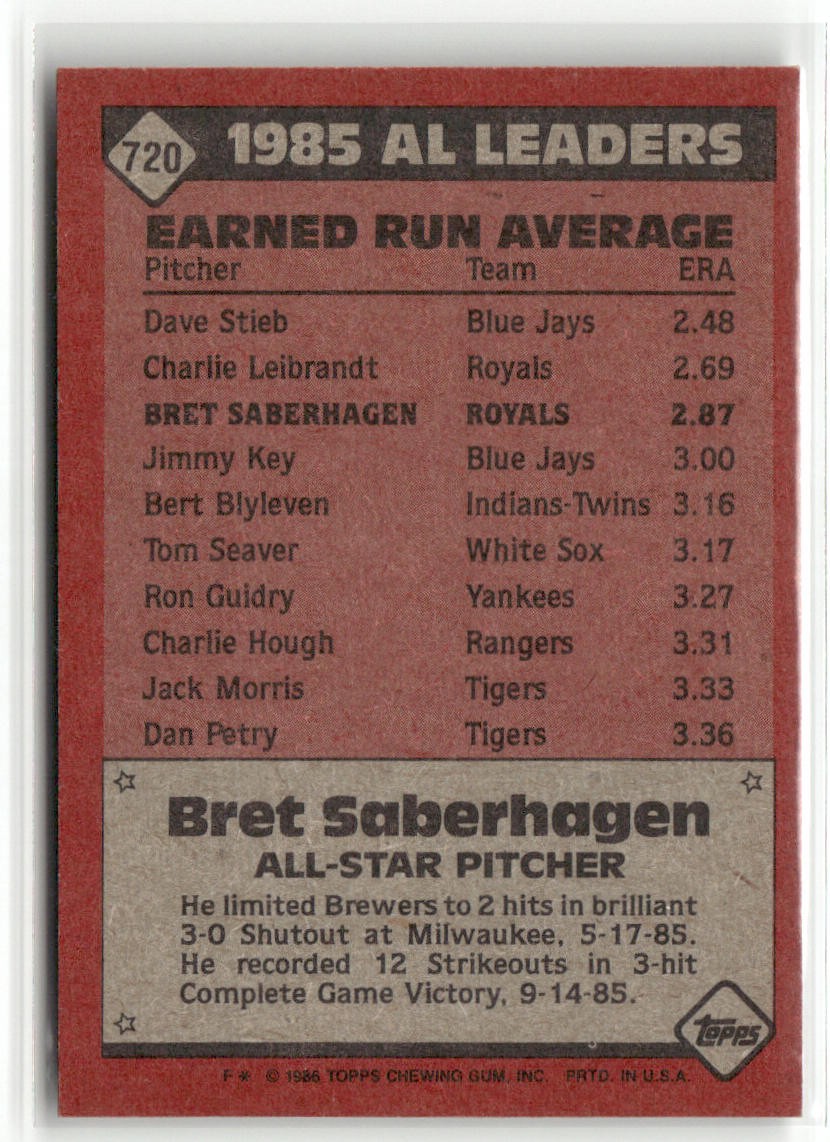 720 1985 AL LEADERS
EARNED RUN AVERAGE
Pitcher Team ERA
Dave Stieb Blue Jays 2.48
Charlie Leibrandt Royals 2.69
BRET SABERHAGEN ROYALS 2.87
Jimmy Key Blue Jays 3.00
Bert Blyleven Indians-Twins 3.16
Tom Seaver White Sox 3.17
Ron Guidry Yankees 3.27
Charlie Hough Rangers 3.31
Jack Morris Tigers 3.33
Dan Petry Tigers 3.36
Bret Saberhagen
ALL-STAR PITCHER
He limited Brewers to 2 hits in brilliant
3-0 Shutout at Milwaukee, 5-17-85.
He recorded 12 Strikeouts in 3-hit
Complete Game Victory, 9-14-85.
topps
F * © 1986 TOPPS CHEWING GUM, INC. PRTD. IN U.S.A.